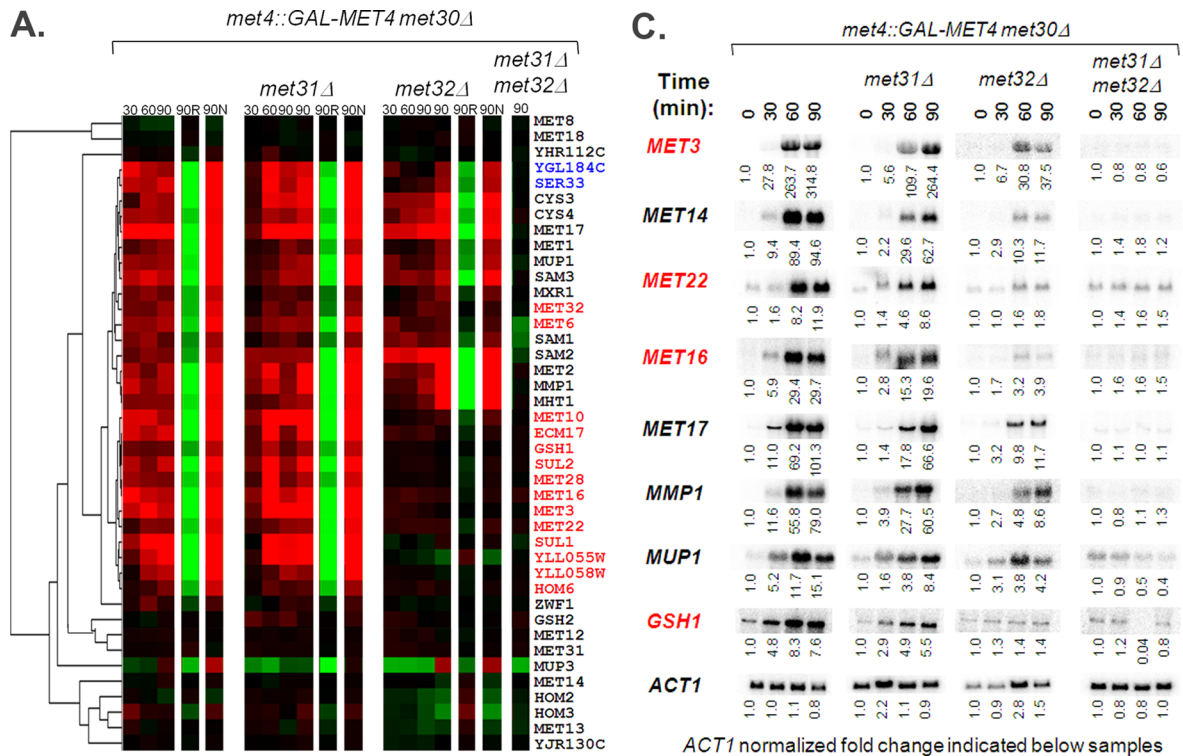 A.
met4::GAL-MET4 met30Δ
met31Δ
met31Δ met32Δ met32Δ
30 60 90 90R 90N 30 60 90 90 90R 90N 30 60 90 90 90R 90N 90
MET8
MET18
YHR112C
YGL184C
SER33
CYS3
CYS4
MET17
MET1
MUP1
SAM3
MXR1
MET32
MET6
SAM1
SAM2
MET2
MMP1
MHT1
MET10
ECM17
GSH1
SUL2
MET28
MET16
MET3
MET22
SUL1
YLL055W
YLL058W
HOM6
ZWF1
GSH2
MET12
MET31
MUP3
MET14
HOM2
HOM3
MET13
YJR130C
C.
met4::GAL-MET4 met30Δ
met31Δ
Time met31Δ met32Δ met32Δ
(min): 0 30 60 90 0 30 60 90 0 30 60 90 0 30 60 90
MET3
1.0 27.8 263.7 314.8 1.0 5.6 109.7 264.4 1.0 6.7 30.8 37.5 1.0 0.8 0.8 0.6
MET14
1.0 9.4 89.4 94.6 1.0 2.2 29.6 62.7 1.0 2.9 10.3 11.7 1.0 1.4 1.8 1.2
MET22
1.0 1.6 8.2 11.9 1.0 1.4 4.6 8.6 1.0 1.0 1.6 1.8 1.0 1.4 1.6 1.5
MET16
1.0 5.9 29.4 29.7 1.0 2.8 15.3 19.6 1.0 1.7 3.2 3.9 1.0 1.6 1.6 1.5
MET17
1.0 11.0 69.2 101.3 1.0 1.4 17.8 66.6 1.0 3.2 9.8 11.7 1.0 1.1 1.0 1.1
MMP1
1.0 11.6 55.8 79.0 1.0 3.9 27.7 60.5 1.0 2.7 4.8 8.6 1.0 0.8 1.1 1.3
MUP1
1.0 5.2 11.7 15.1 1.0 1.6 3.8 8.4 1.0 3.1 3.8 4.2 1.0 0.9 0.5 0.4
GSH1
1.0 4.8 8.3 7.6 1.0 2.9 4.9 5.5 1.0 1.3 1.4 1.4 1.0 1.2 0.04 0.8
ACT1
1.0 1.0 1.1 0.8 1.0 2.2 1.1 0.9 1.0 0.9 2.8 1.5 1.0 0.8 0.8 1.0
ACT1 normalized fold change indicated below samples